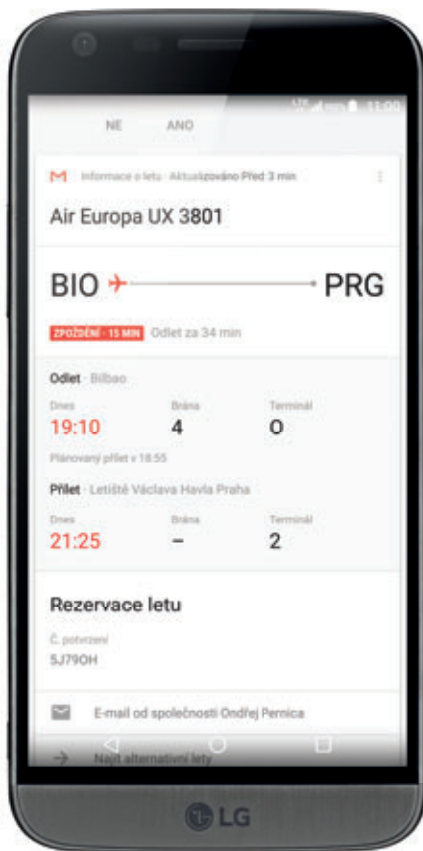 LTE 11:00
NE ANO
Informace o letu · Aktualizováno Před 3 min
Air Europa UX 3801
BIO PRG
ZPOŽDĚNÍ - 15 MIN Odlet za 34 min
Odlet · Bilbao
Dnes Brána Terminál
19:10 4 O
Plánovaný přílet v 18:55
Přílet · Letiště Václava Havla Praha
Dnes Brána Terminál
21:25 – 2
Rezervace letu
Č. potvrzení
5J79OH
E-mail od společnosti Ondřej Pernica
Najít alternativní lety
LG